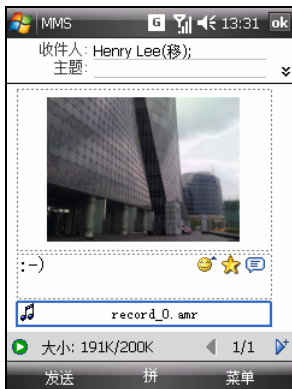 MMS G 13:31 ok
收件人: Henry Lee(移);
主题:
:-)
record_0.amr
大小: 191K/200K 1/1
发送 拼 菜单